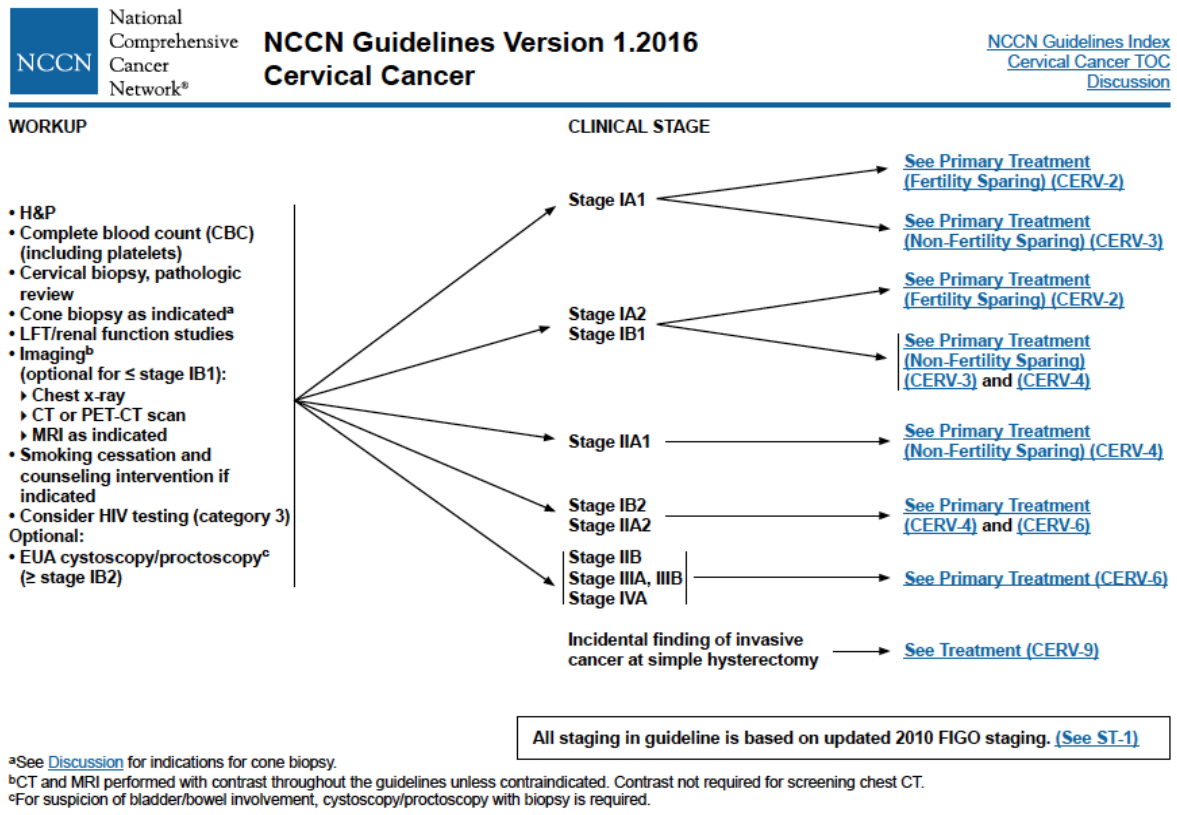 NCCN
National
Comprehensive
Cancer
Network®
NCCN Guidelines Version 1.2016
Cervical Cancer
NCCN Guidelines Index
Cervical Cancer TOC
Discussion
WORKUP
• H&P
• Complete blood count (CBC)
(including platelets)
• Cervical biopsy, pathologic
review
• Cone biopsy as indicatedᵃ
• LFT/renal function studies
• Imagingᵇ
(optional for ≤ stage IB1):
▸ Chest x-ray
▸ CT or PET-CT scan
▸ MRI as indicated
• Smoking cessation and
counseling intervention if
indicated
• Consider HIV testing (category 3)
Optional:
• EUA cystoscopy/proctoscopyᶜ
(≥ stage IB2)
CLINICAL STAGE
Stage IA1
See Primary Treatment
(Fertility Sparing) (CERV-2)
See Primary Treatment
(Non-Fertility Sparing) (CERV-3)
Stage IA2
Stage IB1
See Primary Treatment
(Fertility Sparing) (CERV-2)
See Primary Treatment
(Non-Fertility Sparing)
(CERV-3) and (CERV-4)
Stage IIA1
See Primary Treatment
(Non-Fertility Sparing) (CERV-4)
Stage IB2
Stage IIA2
See Primary Treatment
(CERV-4) and (CERV-6)
Stage IIB
Stage IIIA, IIIB
Stage IVA
See Primary Treatment (CERV-6)
Incidental finding of invasive
cancer at simple hysterectomy
See Treatment (CERV-9)
All staging in guideline is based on updated 2010 FIGO staging. (See ST-1)
ᵃSee Discussion for indications for cone biopsy.
ᵇCT and MRI performed with contrast throughout the guidelines unless contraindicated. Contrast not required for screening chest CT.
ᶜFor suspicion of bladder/bowel involvement, cystoscopy/proctoscopy with biopsy is required.